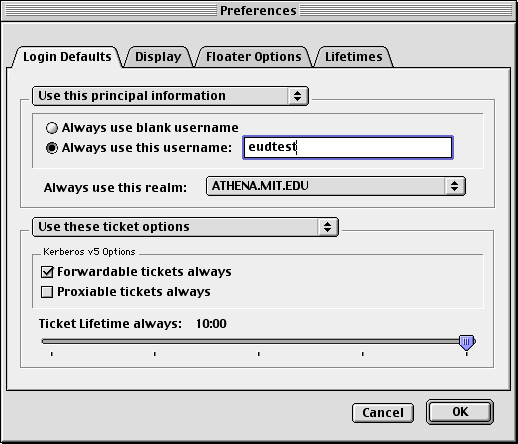 Preferences
Login Defaults Display Floater Options Lifetimes
Use this principal information
Always use blank username
Always use this username: eudtest
Always use this realm: ATHENA.MIT.EDU
Use these ticket options
Kerberos v5 Options
Forwardable tickets always
Proxiable tickets always
Ticket Lifetime always: 10:00
Cancel OK